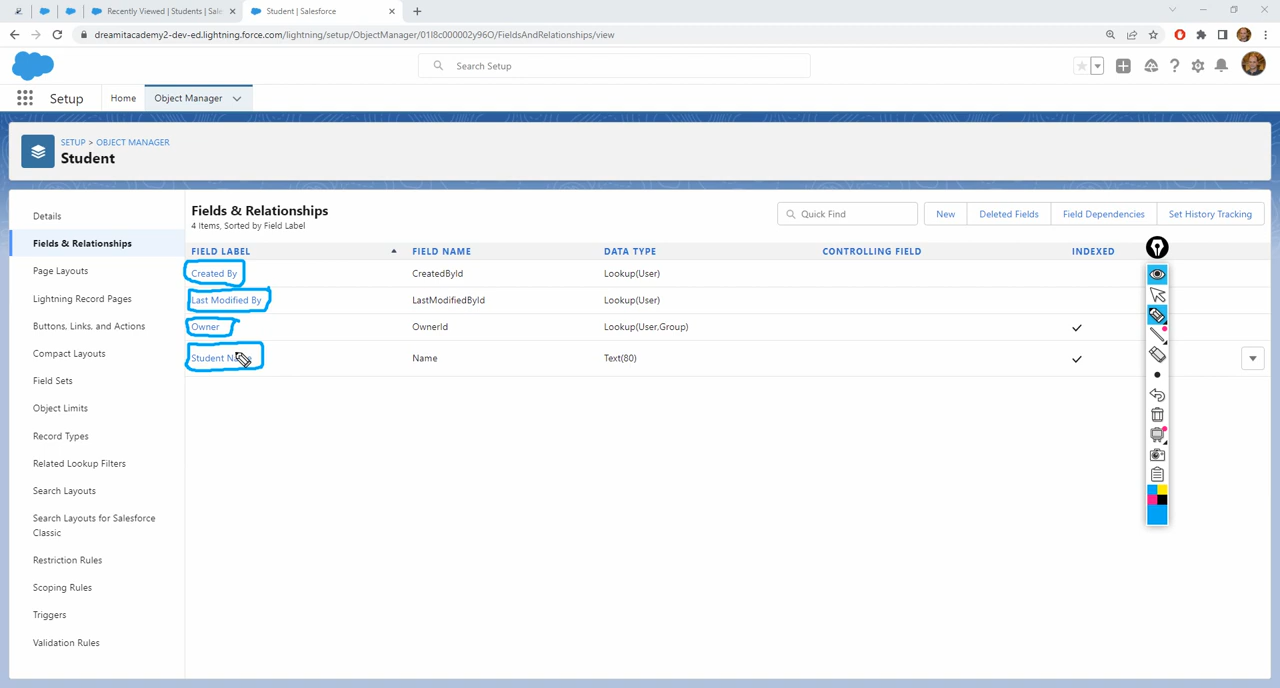 Recently Viewed | Students | Sale
Student | Salesforce
dreamitacademy2-dev-ed.lightning.force.com/lightning/setup/ObjectManager/01I8c000002y96O/FieldsAndRelationships/view
Search Setup
Setup
Home
Object Manager
SETUP > OBJECT MANAGER
Student
Details
Fields & Relationships
Page Layouts
Lightning Record Pages
Buttons, Links, and Actions
Compact Layouts
Field Sets
Object Limits
Record Types
Related Lookup Filters
Search Layouts
Search Layouts for Salesforce
Classic
Restriction Rules
Scoping Rules
Triggers
Validation Rules
Fields & Relationships
4 Items, Sorted by Field Label
Quick Find
New
Deleted Fields
Field Dependencies
Set History Tracking
FIELD LABEL FIELD NAME DATA TYPE CONTROLLING FIELD INDEXED
Created By CreatedById Lookup(User)
Last Modified By LastModifiedById Lookup(User)
Owner OwnerId Lookup(User,Group)
Student Name Name Text(80)